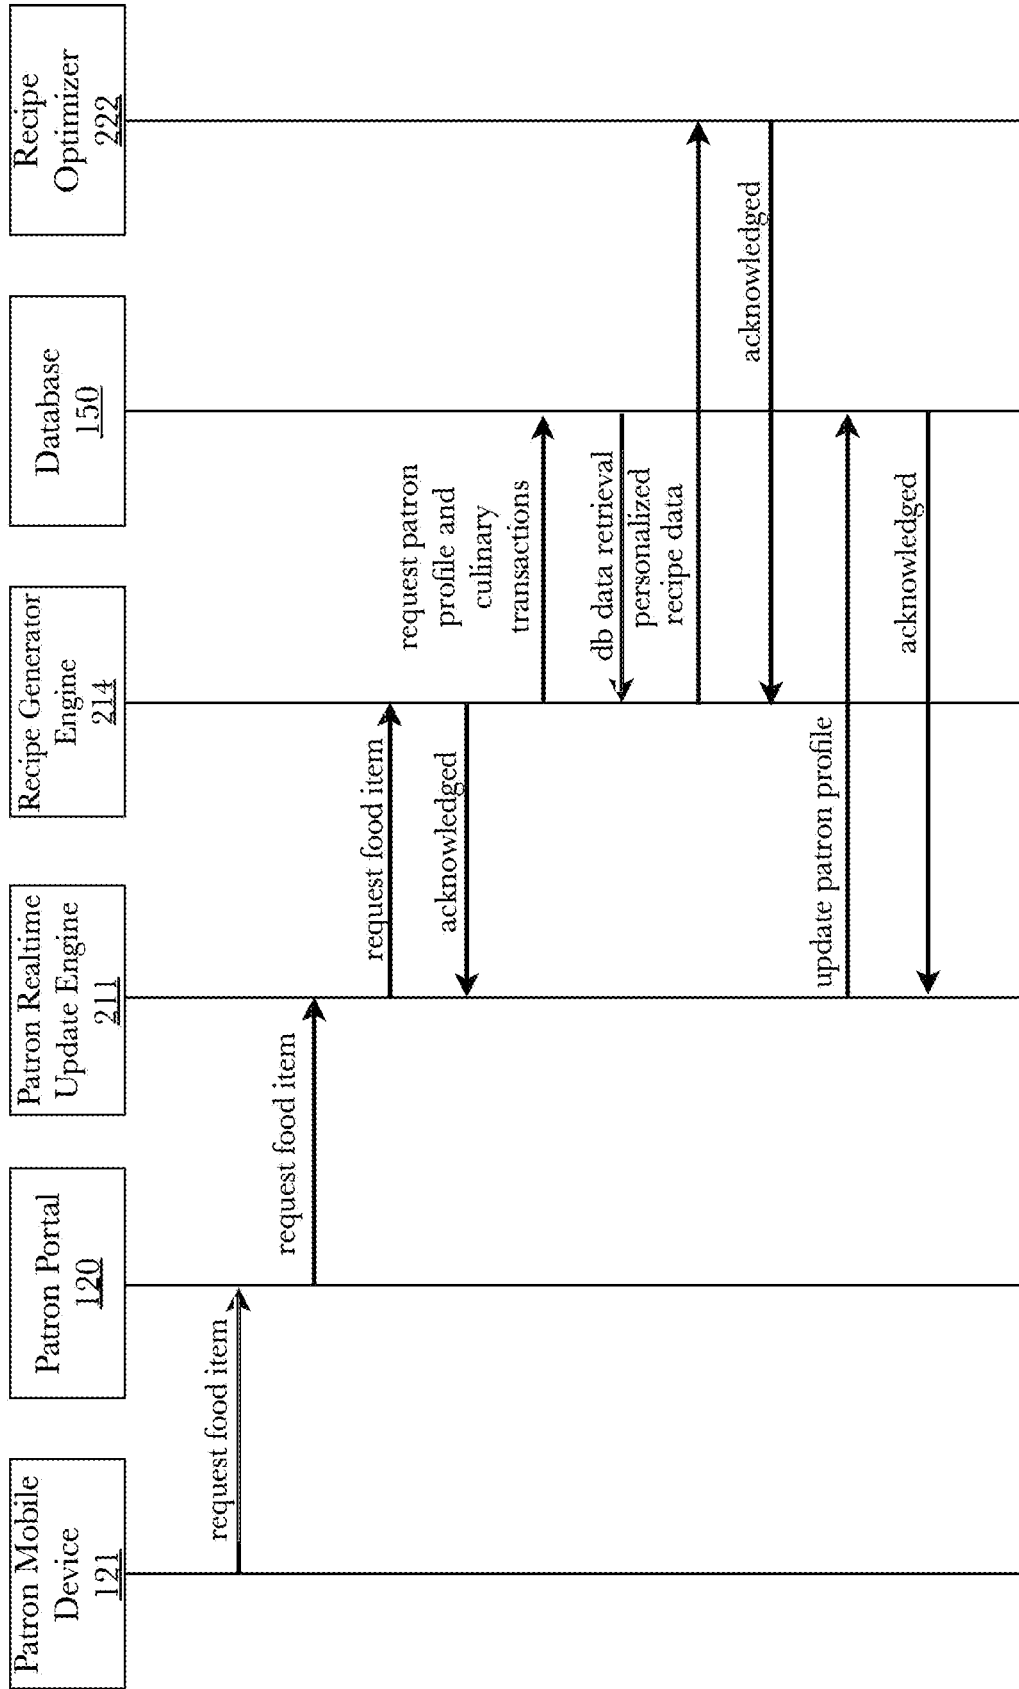 Patron Mobile
Device
121
Patron Portal
120
Patron Realtime
Update Engine
211
Recipe Generator
Engine
214
Database
150
Recipe
Optimizer
222
request food item
request food item
request food item
acknowledged
request patron
profile and
culinary
transactions
db data retrieval
personalized
recipe data
acknowledged
update patron profile
acknowledged